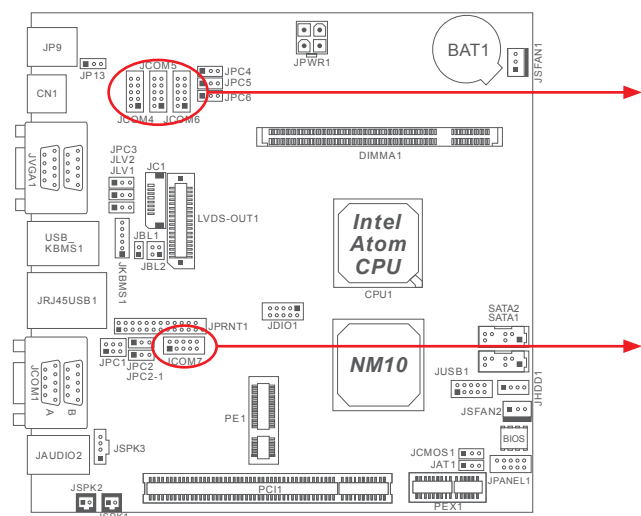 JP9
JP13
JCOM5
JCOM4
JCOM6
JPC4
JPC5
JPC6
JPWR1
BAT1
JSFAN1
CN1
DIMMA1
JVGA1
JPC3
JLV2
JLV1
JC1
LVDS-OUT1
USB_
KBMS1
JKBMS1
JBL1
JBL2
Intel
Atom
CPU
CPU1
JRJ45USB1
JPRNT1
JDIO1
SATA2
SATA1
JCOM1
A
B
JPC1
JPC2
JPC2-1
JCOM7
NM10
JUSB1
JHDD1
PE1
JSFAN2
BIOS
JAUDIO2
JSPK3
JCMOS1
JAT1
JPANEL1
JSPK2
JSPK1
PCI1
PEX1